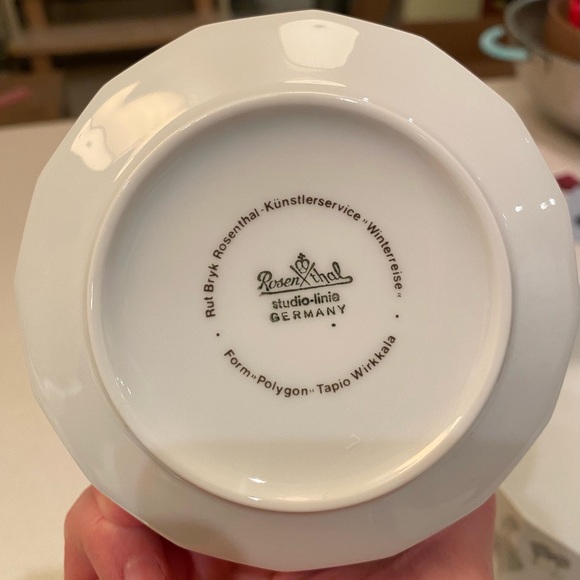 Rut Bryk Rosenthal-Künstlerservice „Winterreise"
Rosenthal
studio-linie
GERMANY
Form „Polygon" Tapio Wirkkala